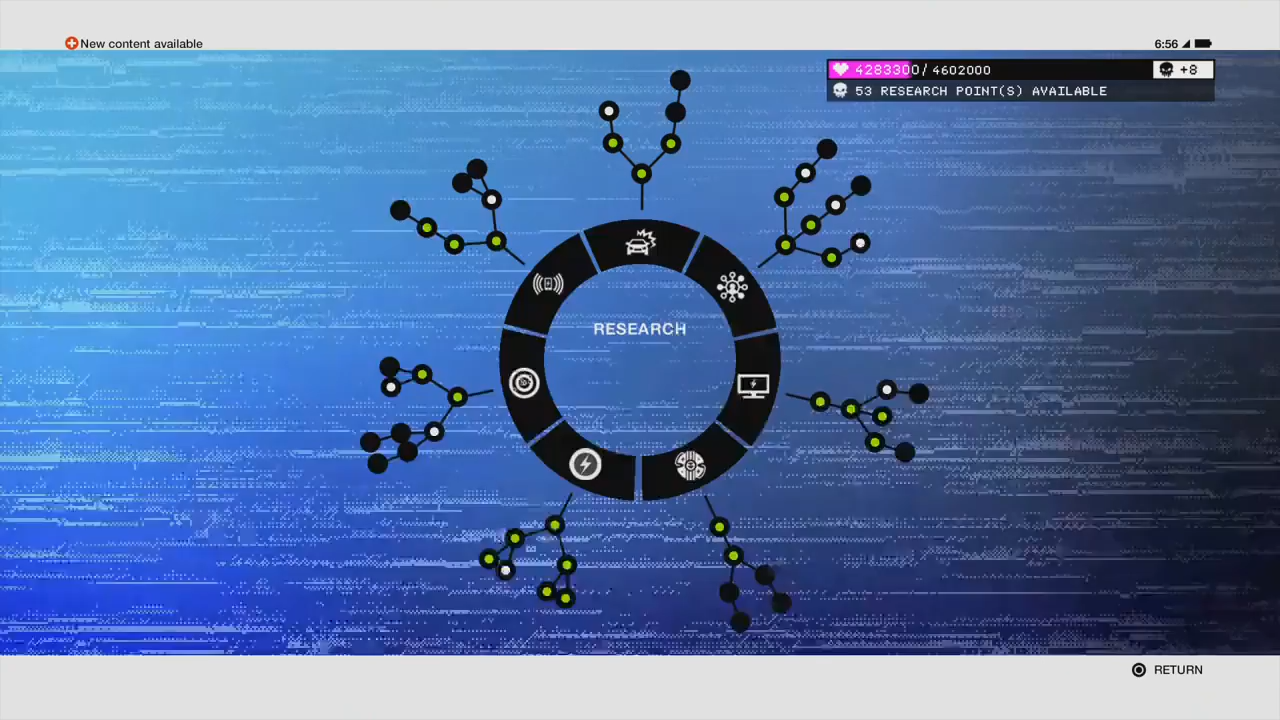 New content available
6:56
4283300/4602000
+8
53 RESEARCH POINT(S) AVAILABLE
RESEARCH
RETURN